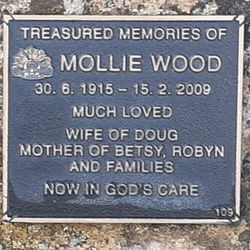 TREASURED MEMORIES OF
MOLLIE WOOD
30. 6. 1915 – 15. 2. 2009
MUCH LOVED
WIFE OF DOUG
MOTHER OF BETSY, ROBYN
AND FAMILIES
NOW IN GOD'S CARE
109